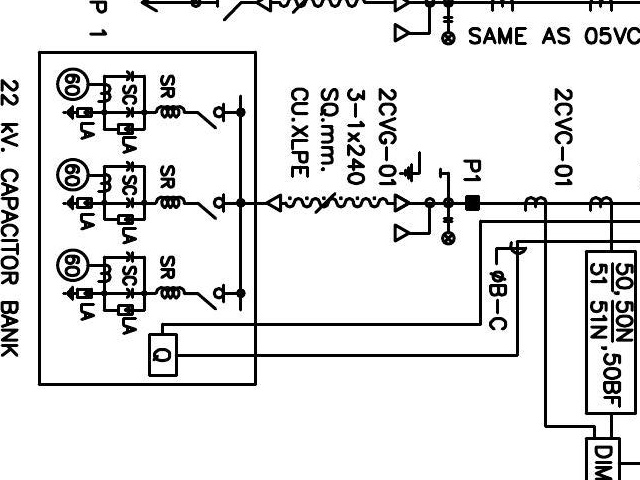 P 1
SAME AS 05VC
22 kV. CAPACITOR BANK
60
SC
SR
LA
LA
60
SC
SR
LA
LA
60
SC
SR
LA
LA
Q
2CVG-01
3-1x240
SQ.mm.
CU.XLPE
P1
2CVC-01
øB-C
50,50N
51 51N ,50BF
DIM